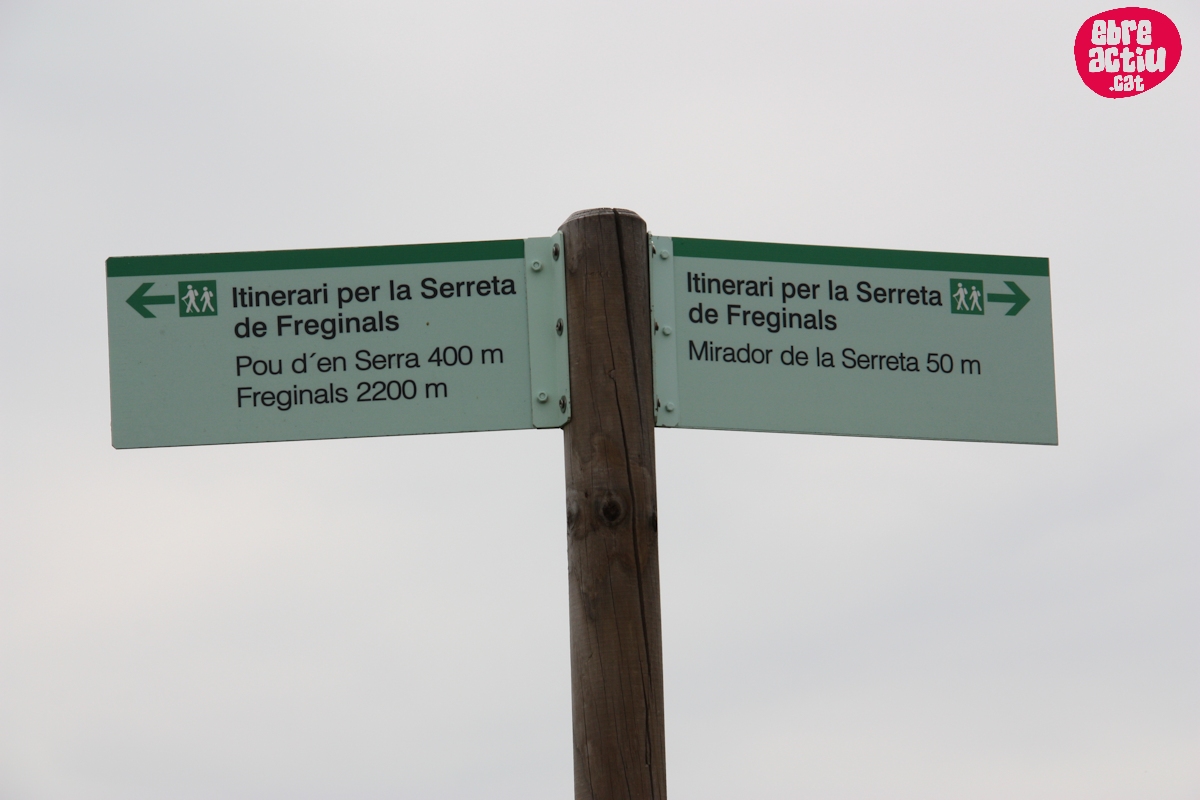 ebre
actiu
.cat
Itinerari per la Serreta
de Freginals
Pou d´en Serra 400 m
Freginals 2200 m
Itinerari per la Serreta
de Freginals
Mirador de la Serreta 50 m